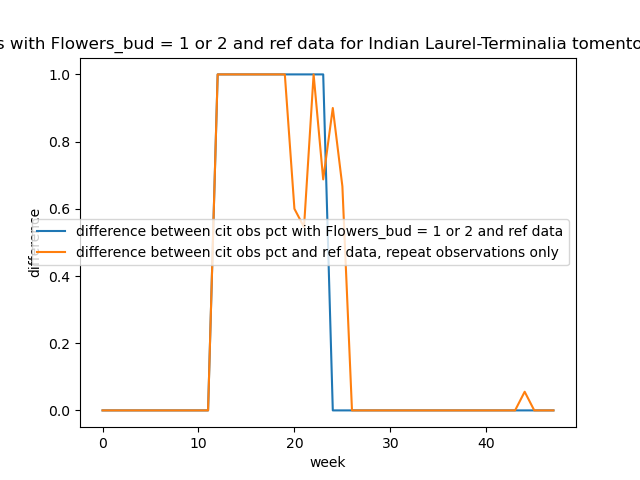 s with Flowers_bud = 1 or 2 and ref data for Indian Laurel-Terminalia tomento
1.0
0.8
0.6
0.4
0.2
0.0
difference
difference between cit obs pct with Flowers_bud = 1 or 2 and ref data
difference between cit obs pct and ref data, repeat observations only
0 10 20 30 40
week